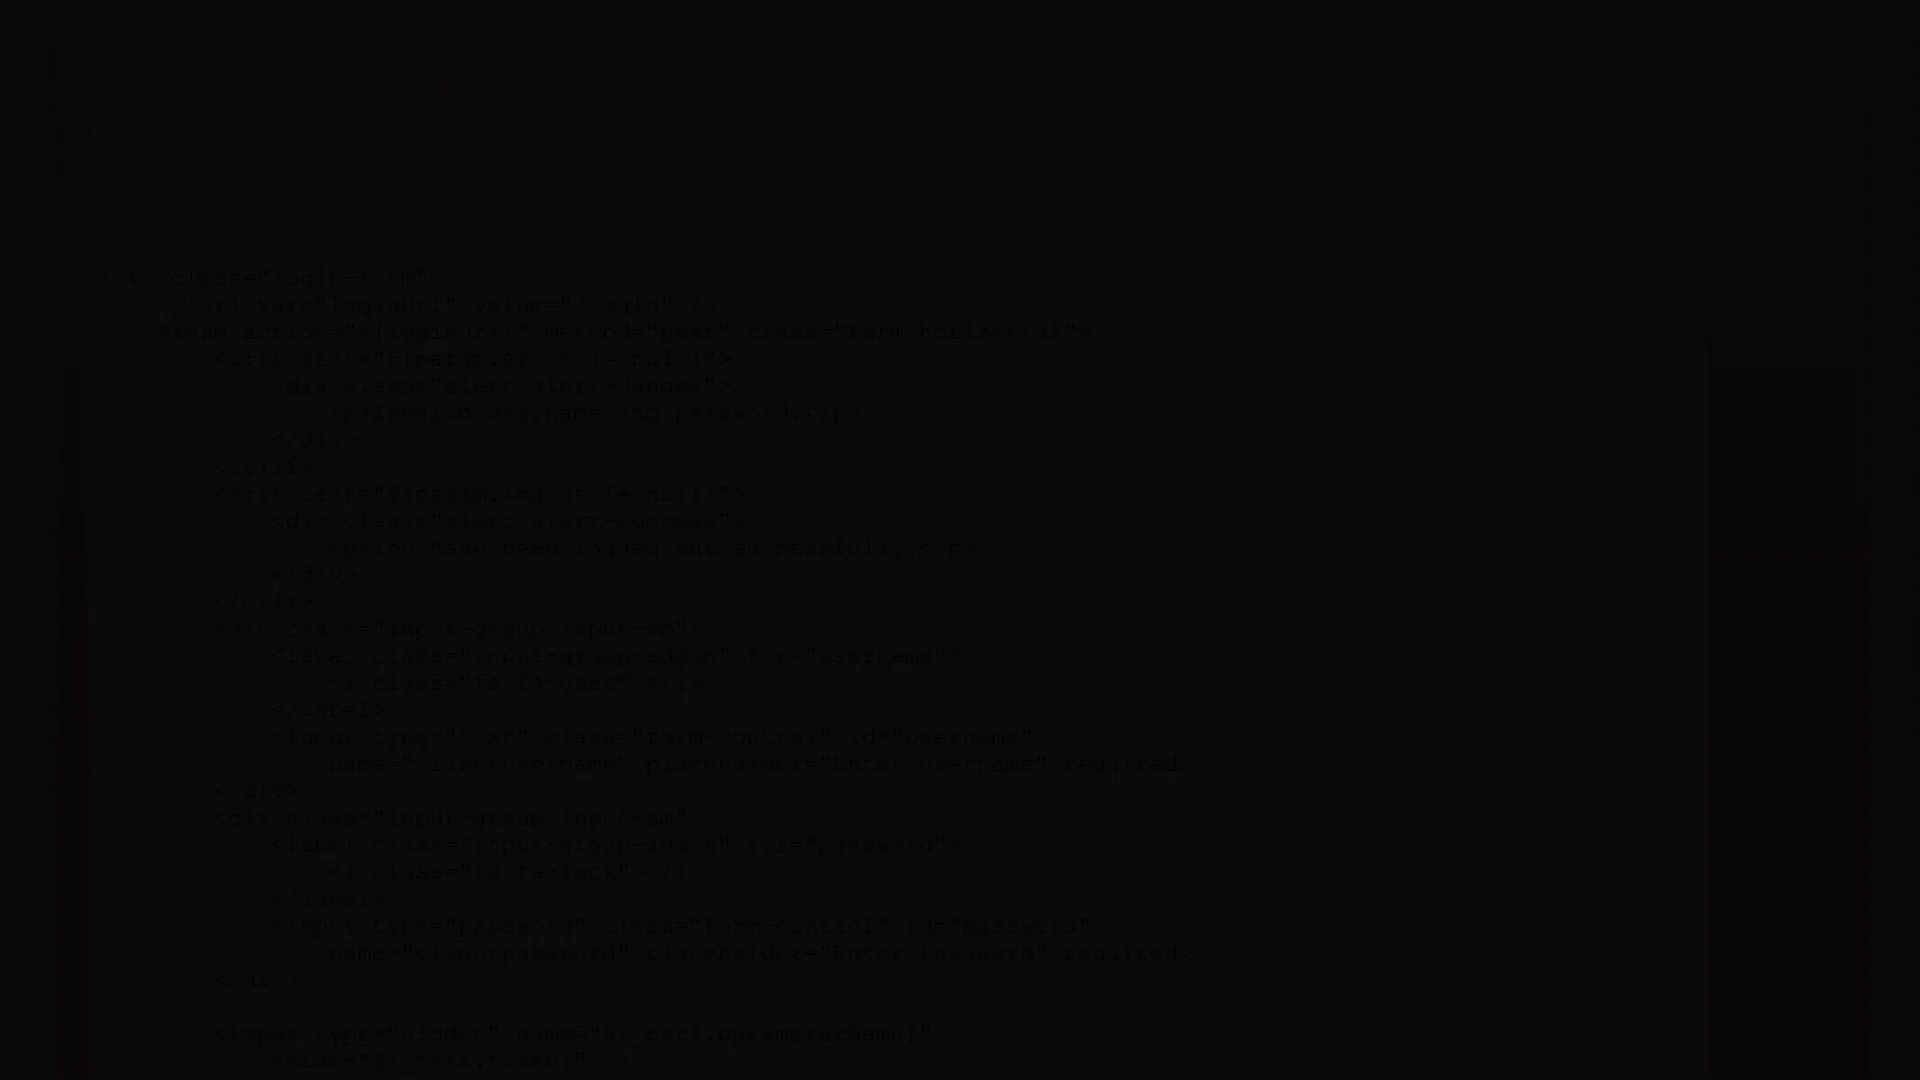 <div class="login-form">
<c:url var="loginUrl" value="/login" />
<form action="${loginUrl}" method="post" class="form-horizontal">
<c:if test="${param.error != null}">
<div class="alert alert-danger">
<p>Invalid username and password.</p>
</div>
</c:if>
<c:if test="${param.logout != null}">
<div class="alert alert-success">
<p>You have been logged out successfully.</p>
</div>
</c:if>
<div class="input-group input-sm">
<label class="input-group-addon" for="username">
<i class="fa fa-user"></i>
</label>
<input type="text" class="form-control" id="username"
name="clientusername" placeholder="Enter Username" required>
</div>
<div class="input-group input-sm">
<label class="input-group-addon" for="password">
<i class="fa fa-lock"></i>
</label>
<input type="password" class="form-control" id="password"
name="clientpassword" placeholder="Enter Password" required>
</div>
<input type="hidden" name="${_csrf.parameterName}"
value="${_csrf.token}" />